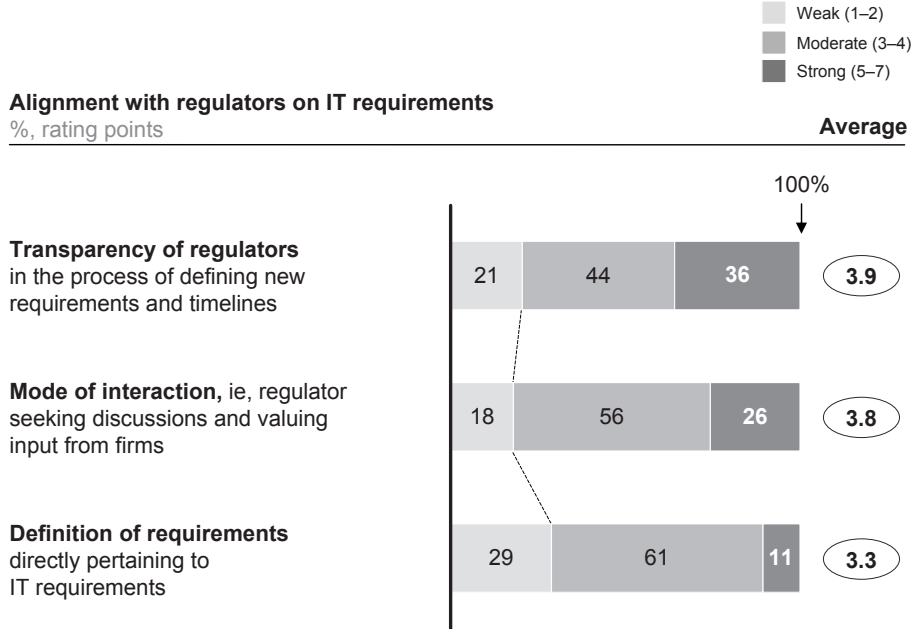 Weak (1–2)
Moderate (3–4)
Strong (5–7)
Alignment with regulators on IT requirements
%, rating points
Average
100%
Transparency of regulators
in the process of defining new
requirements and timelines
21 44 36 3.9
Mode of interaction, ie, regulator
seeking discussions and valuing
input from firms
18 56 26 3.8
Definition of requirements
directly pertaining to
IT requirements
29 61 11 3.3